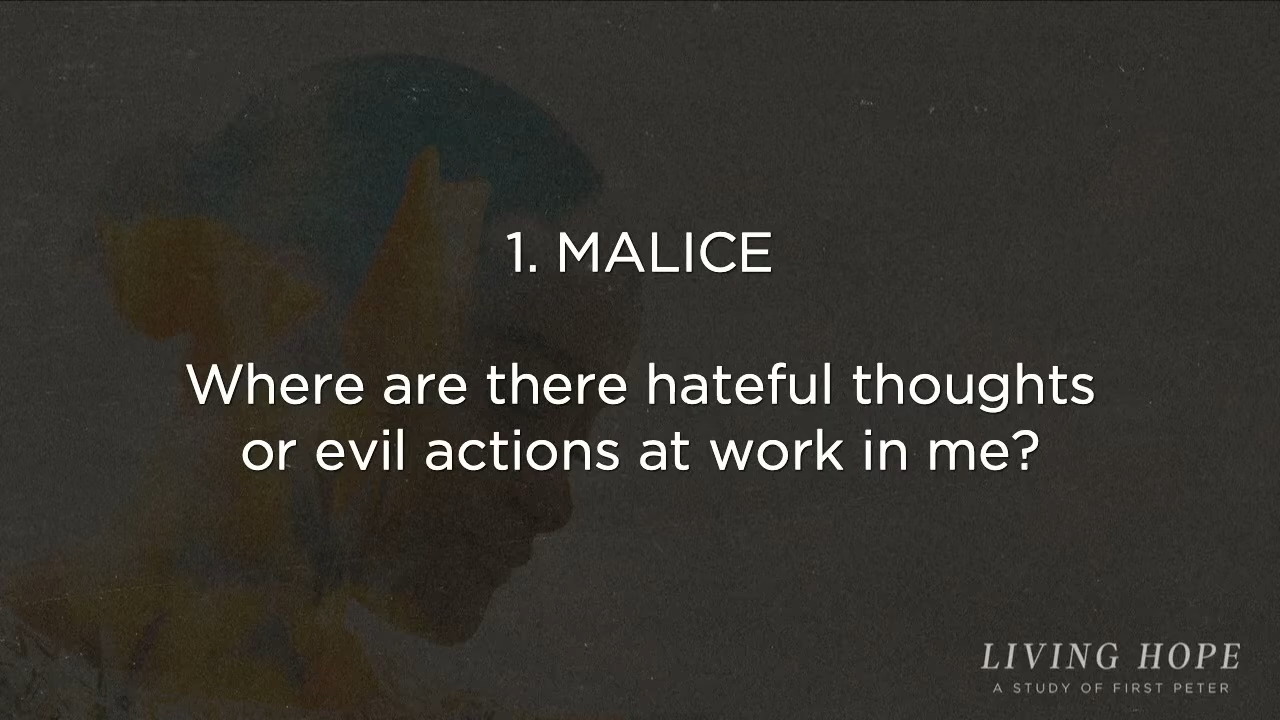 1. MALICE
Where are there hateful thoughts
or evil actions at work in me?
LIVING HOPE
A STUDY OF FIRST PETER